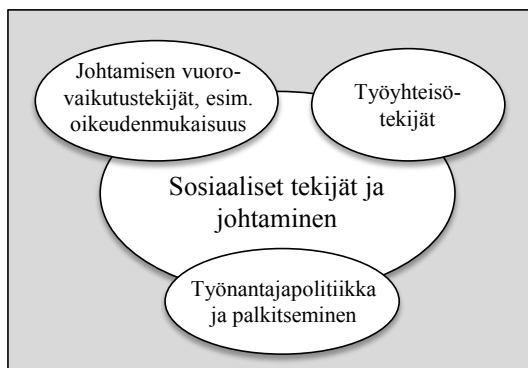 Johtamisen vuoro-
vaikutustekijät, esim.
oikeudenmukaisuus
Työyhteisö-
tekijät
Sosiaaliset tekijät ja
johtaminen
Työnantajapolitiikka
ja palkitseminen